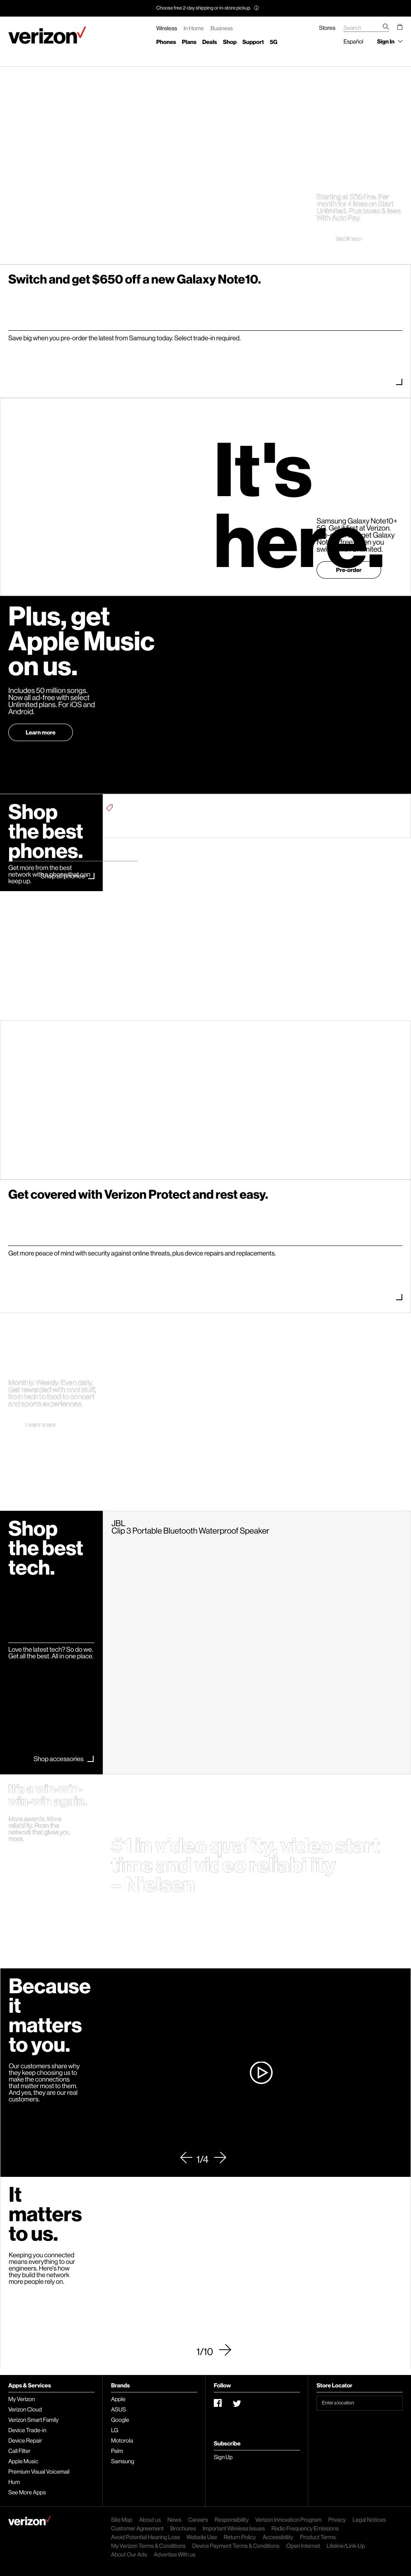 Choose free 2-day shipping or in-store pickup.
verizon
Wireless In Home Business
Stores Search
Phones Plans Deals Shop Support 5G
Español Sign In
Starting at $35/line. Per
month for 4 lines on Start
Unlimited. Plus taxes & fees.
With Auto Pay.
Switch and get $650 off a new Galaxy Note10.
Save big when you pre-order the latest from Samsung today. Select trade-in required.
It's
here.
Samsung Galaxy Note10+
Pre-order
Plus, get
Apple Music
on us.
Includes 50 million songs.
Now all ad-free with select
Unlimited plans. For iOS and
Android.
Learn more
Shop
the best
phones.
Get more from the best
network with a phone that can
keep up.
Shop all phones
Get covered with Verizon Protect and rest easy.
Get more peace of mind with security against online threats, plus device repairs and replacements.
Monthly. Weekly. Even daily.
Get rewarded with cool stuff,
from tech to food to concert
and sports experiences.
Learn more
Shop
the best
tech.
Love the latest tech? So do we.
Get all the best. All in one place.
Shop accessories
JBL
Clip 3 Portable Bluetooth Waterproof Speaker
It's a win-win-
win-win again.
More awards. More
reliability. From the
network that gives you
more.
#1 in video quality, video start
time and video reliability
– Nielsen
Because
it
matters
to you.
Our customers share why
they keep choosing us to
make the connections
that matter most to them.
And yes, they are our real
customers.
1/4
It
matters
to us.
Keeping you connected
means everything to our
engineers. Here's how
they build the network
more people rely on.
1/10
Apps & Services
My Verizon
Verizon Cloud
Verizon Smart Family
Device Trade-in
Device Repair
Call Filter
Apple Music
Premium Visual Voicemail
Hum
See More Apps
Brands
Apple
ASUS
Google
LG
Motorola
Palm
Samsung
Follow
Subscribe
Sign Up
Store Locator
Enter a location
verizon
Site Map About us News Careers Responsibility Verizon Innovation Program Privacy Legal Notices
Customer Agreement Brochures Important Wireless Issues Radio Frequency Emissions
Avoid Potential Hearing Loss Website Use Return Policy Accessibility Product Terms
My Verizon Terms & Conditions Device Payment Terms & Conditions Open Internet Lifeline/Link-Up
About Our Ads Advertise With us